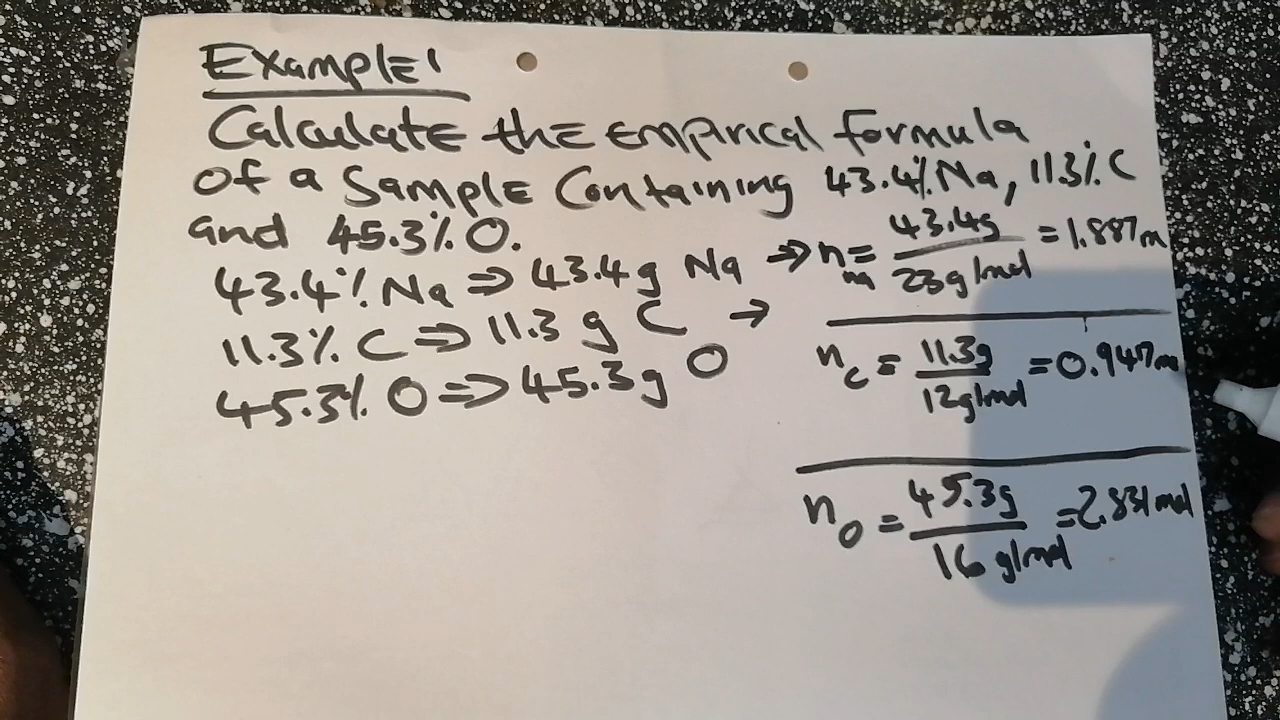 Example 1
Calculate the empirical formula
of a sample containing 43.4% Na, 11.3% C
and 45.3% O.
43.4% Na ⇒ 43.4g Na ⇒ n = 43.4g / 23g/mol = 1.887m
11.3% C ⇒ 11.3 g C →
45.3% O ⇒ 45.3g O
n_C = 11.3g / 12g/mol = 0.947m
n_O = 45.3g / 16 g/mol = 2.831mol